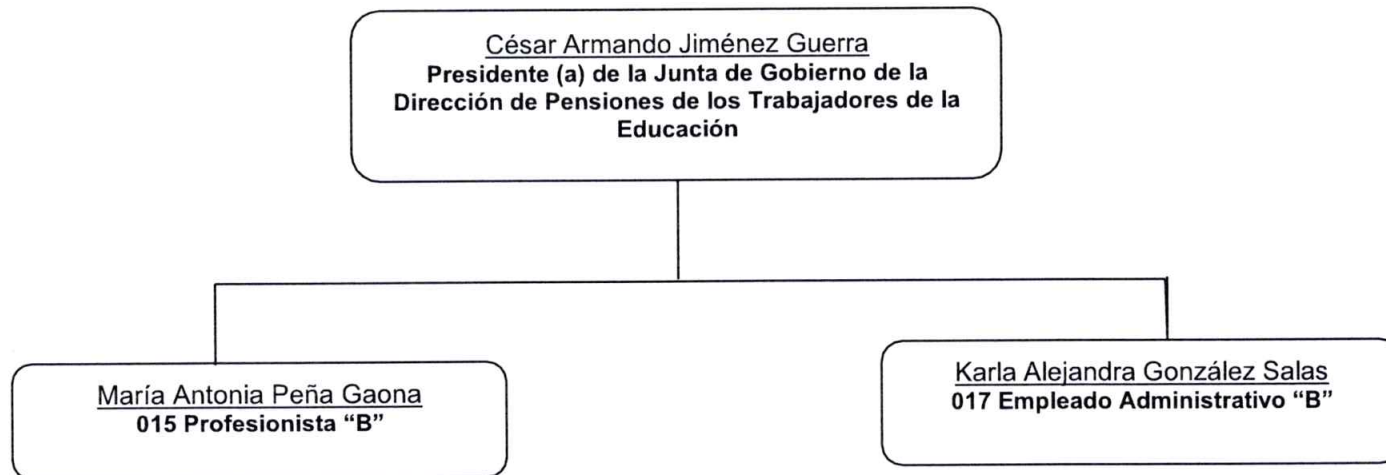 César Armando Jiménez Guerra
Presidente (a) de la Junta de Gobierno de la
Dirección de Pensiones de los Trabajadores de la
Educación
María Antonia Peña Gaona
015 Profesionista “B”
Karla Alejandra González Salas
017 Empleado Administrativo “B”